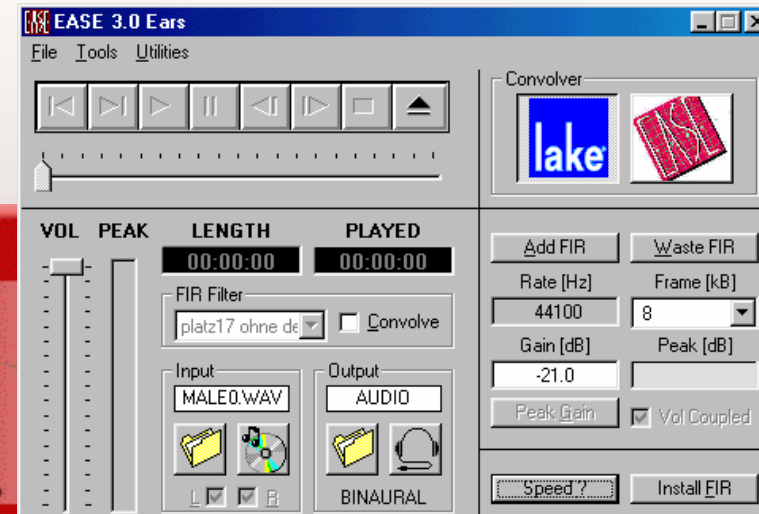 EASE 3.0 Ears
File Tools Utilities
Convolver
lake
EASE
VOL PEAK LENGTH PLAYED
00:00:00 00:00:00
FIR Filter
platz17 ohne de
Convolve
Input
MALE0.WAV
L R
Output
AUDIO
BINAURAL
Add FIR Waste FIR
Rate [Hz] Frame [kB]
44100 8
Gain [dB] Peak [dB]
-21.0
Peak Gain Vol Coupled
Speed ? Install FIR